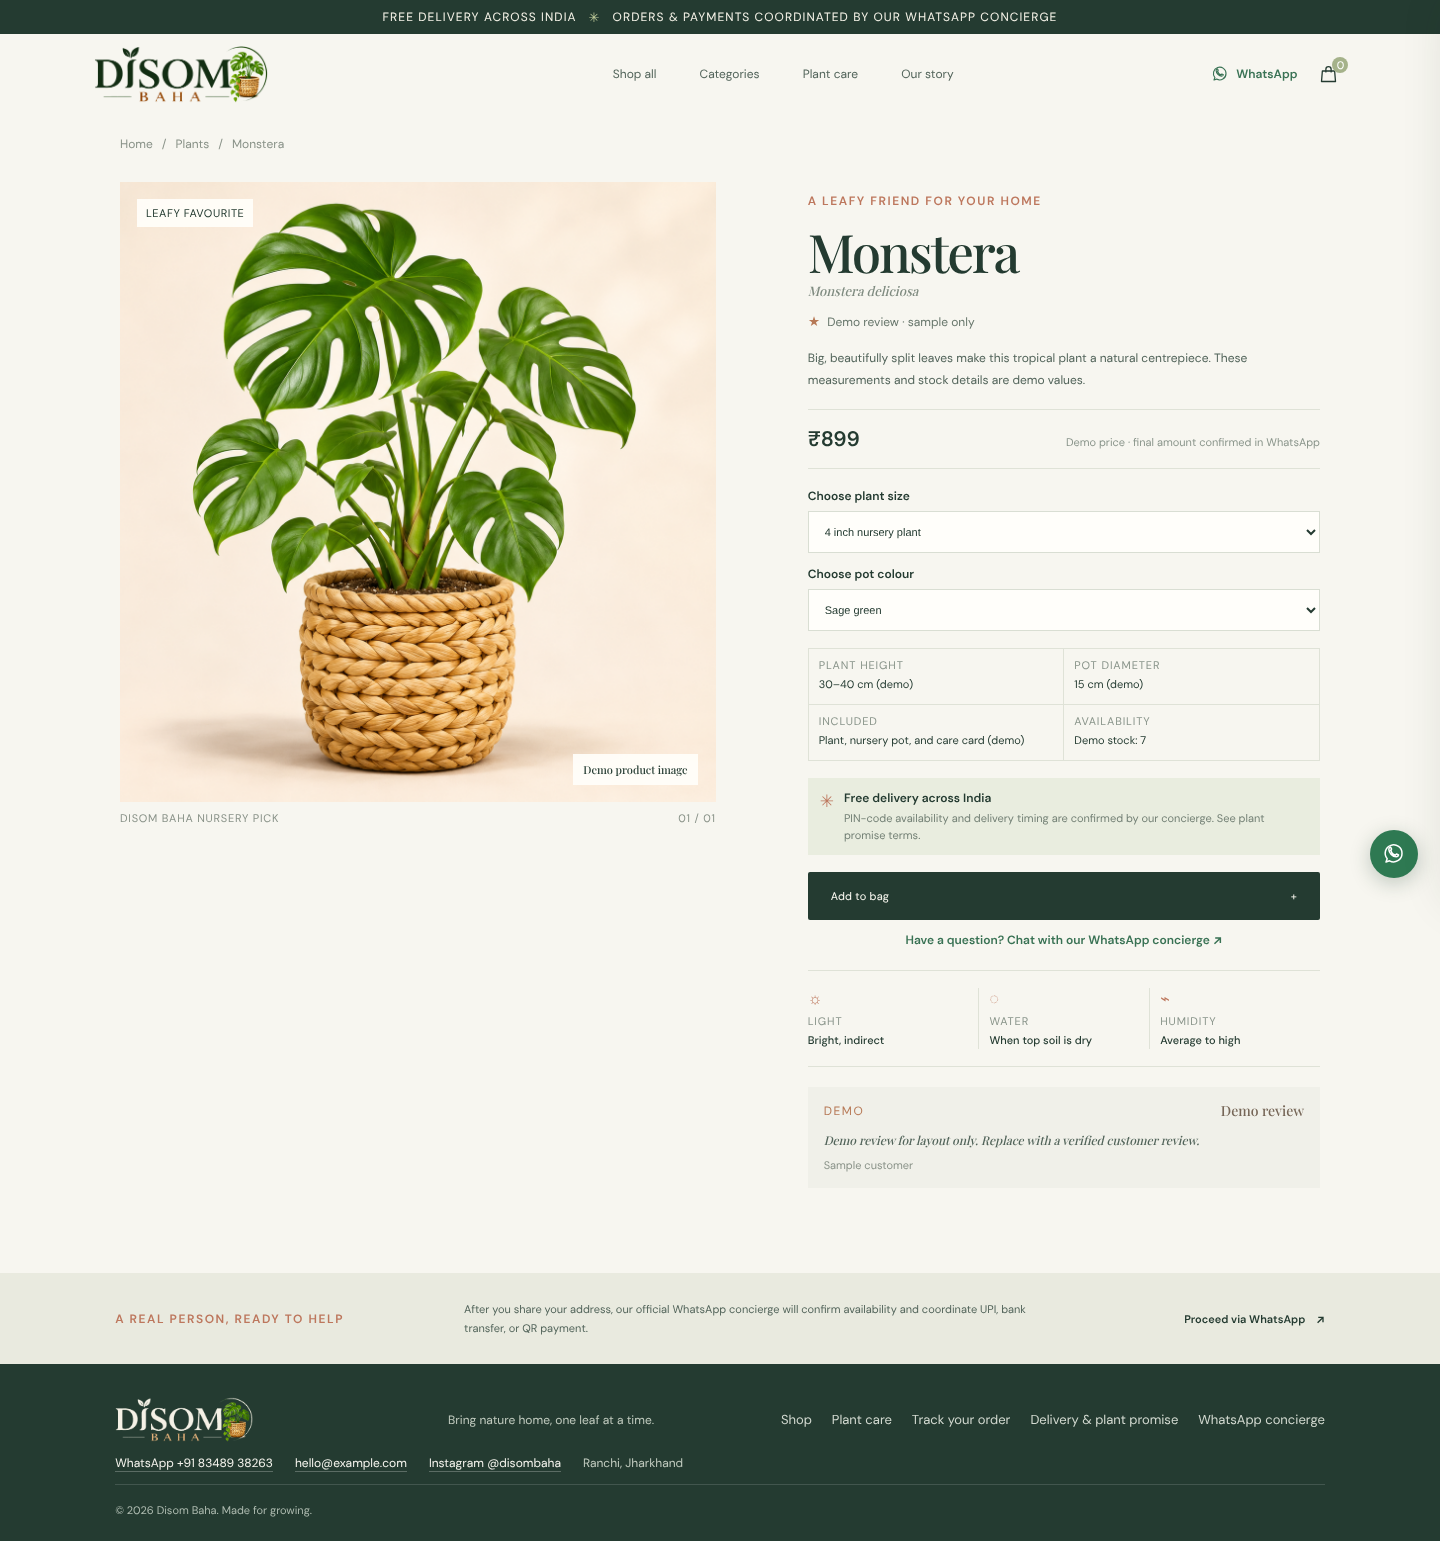 FREE DELIVERY ACROSS INDIA ✳ ORDERS & PAYMENTS COORDINATED BY OUR WHATSAPP CONCIERGE
DISOM
BAHA
Shop all
Categories
Plant care
Our story
WhatsApp
0
Home / Plants / Monstera
LEAFY FAVOURITE
Demo product image
DISOM BAHA NURSERY PICK
01 / 01
A LEAFY FRIEND FOR YOUR HOME
Monstera
Monstera deliciosa
★ Demo review · sample only
Big, beautifully split leaves make this tropical plant a natural centrepiece. These
measurements and stock details are demo values.
₹899
Demo price · final amount confirmed in WhatsApp
Choose plant size
4 inch nursery plant
Choose pot colour
Sage green
PLANT HEIGHT
30–40 cm (demo)
POT DIAMETER
15 cm (demo)
INCLUDED
Plant, nursery pot, and care card (demo)
AVAILABILITY
Demo stock: 7
✳ Free delivery across India
PIN-code availability and delivery timing are confirmed by our concierge. See plant
promise terms.
Add to bag +
Have a question? Chat with our WhatsApp concierge ↗
LIGHT
Bright, indirect
WATER
When top soil is dry
HUMIDITY
Average to high
DEMO
Demo review
Demo review for layout only. Replace with a verified customer review.
Sample customer
A REAL PERSON, READY TO HELP
After you share your address, our official WhatsApp concierge will confirm availability and coordinate UPI, bank
transfer, or QR payment.
Proceed via WhatsApp ↗
DISOM
BAHA
Bring nature home, one leaf at a time.
Shop
Plant care
Track your order
Delivery & plant promise
WhatsApp concierge
WhatsApp +91 83489 38263
hello@example.com
Instagram @disombaha
Ranchi, Jharkhand
© 2026 Disom Baha. Made for growing.